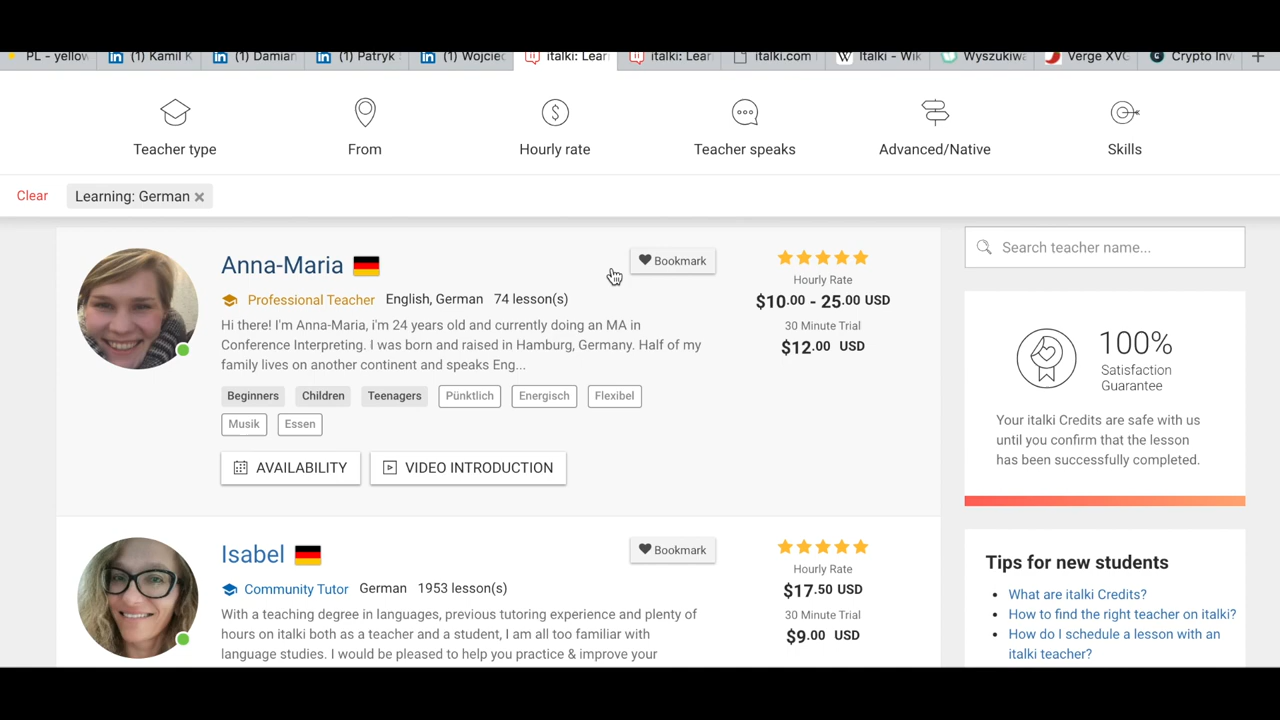 PL - yellow
(1) Kamil K
(1) Damian
(1) Patryk
(1) Wojciec
italki: Lear
italki: Lear
italki.com
Italki - Wik
Wyszukiwa
Verge XVG
Crypto Inv
Teacher type
From
Hourly rate
Teacher speaks
Advanced/Native
Skills
Clear
Learning: German
Search teacher name...
Anna-Maria
Bookmark
Hourly Rate
Professional Teacher English, German 74 lesson(s)
$10.00 - 25.00 USD
Hi there! I'm Anna-Maria, i'm 24 years old and currently doing an MA in
Conference Interpreting. I was born and raised in Hamburg, Germany. Half of my
family lives on another continent and speaks Eng...
30 Minute Trial
$12.00 USD
Beginners Children Teenagers Pünktlich Energisch Flexibel
Musik Essen
AVAILABILITY
VIDEO INTRODUCTION
100%
Satisfaction
Guarantee
Your italki Credits are safe with us
until you confirm that the lesson
has been successfully completed.
Isabel
Bookmark
Hourly Rate
Community Tutor German 1953 lesson(s)
$17.50 USD
With a teaching degree in languages, previous tutoring experience and plenty of
hours on italki both as a teacher and a student, I am all too familiar with
language studies. I would be pleased to help you practice & improve your
30 Minute Trial
$9.00 USD
Tips for new students
What are italki Credits?
How to find the right teacher on italki?
How do I schedule a lesson with an
italki teacher?